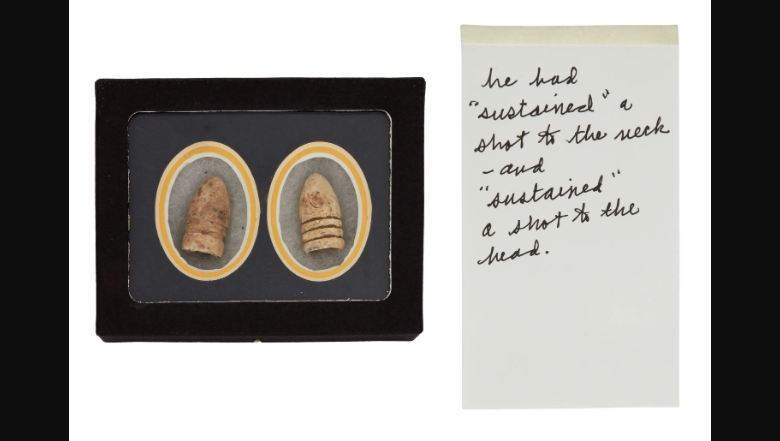 he had
"sustained" a
shot to the neck
- and
"sustained"
a shot to the
head.